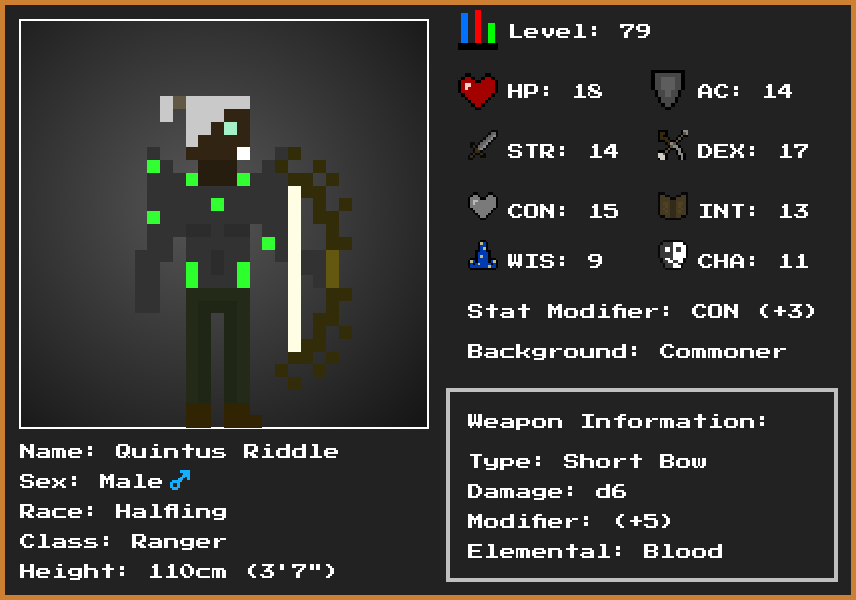 Level: 79
HP: 18
AC: 14
STR: 14
DEX: 17
CON: 15
INT: 13
WIS: 9
CHA: 11
Stat Modifier: CON (+3)
Background: Commoner
Weapon Information:
Type: Short Bow
Damage: d6
Modifier: (+5)
Elemental: Blood
Name: Quintus Riddle
Sex: Male ♂
Race: Halfling
Class: Ranger
Height: 110cm (3'7")